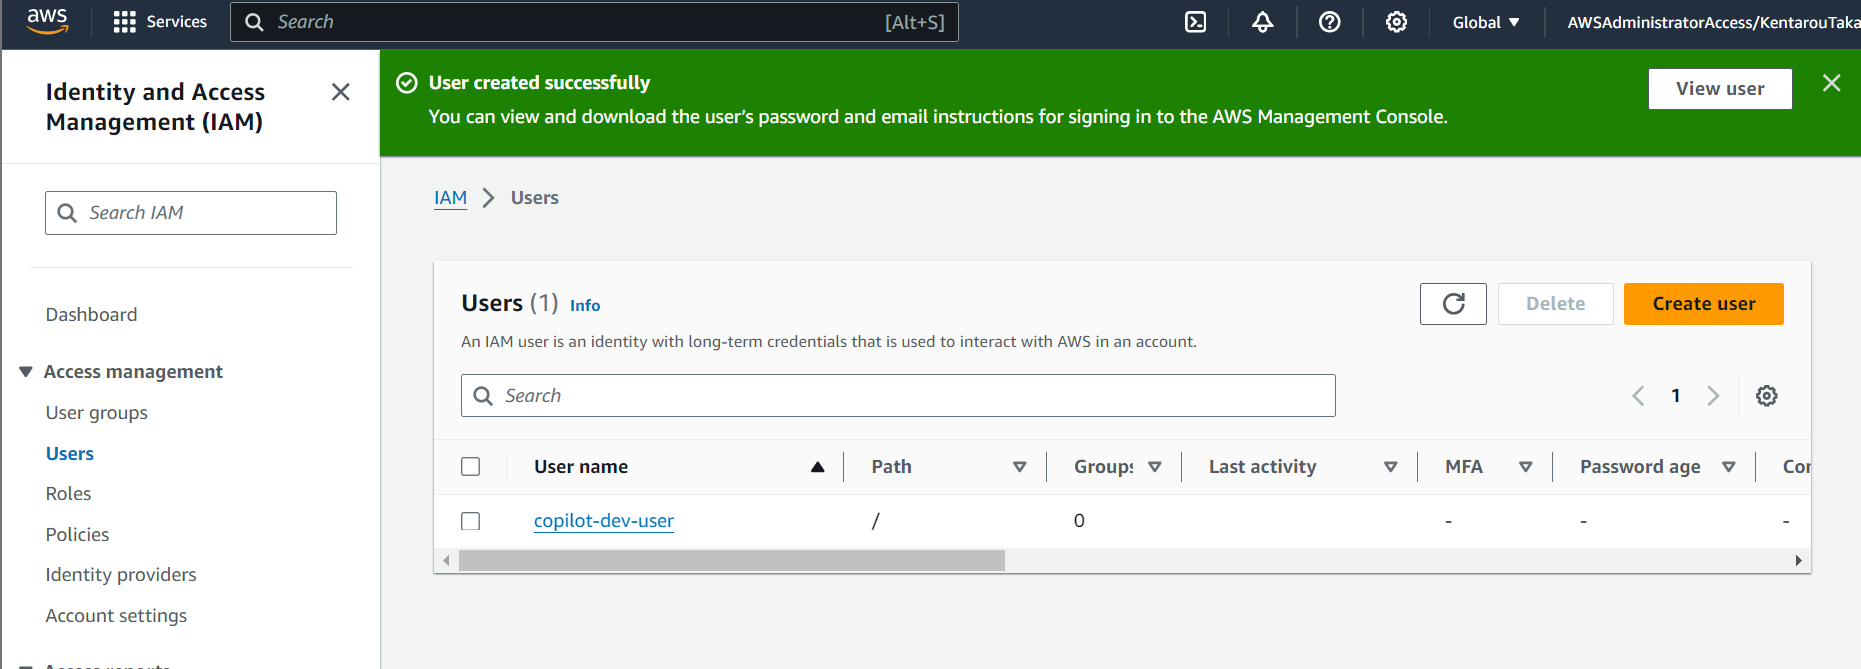 aws
Services
Search
[Alt+S]
Global
AWSAdministratorAccess/KentarouTaka
Identity and Access
Management (IAM)
Search IAM
Dashboard
Access management
User groups
Users
Roles
Policies
Identity providers
Account settings
Access reports
User created successfully
You can view and download the user's password and email instructions for signing in to the AWS Management Console.
View user
IAM > Users
Users (1) Info
Delete
Create user
An IAM user is an identity with long-term credentials that is used to interact with AWS in an account.
Search
1
User name Path Groups Last activity MFA Password age Con
copilot-dev-user / 0 - - -